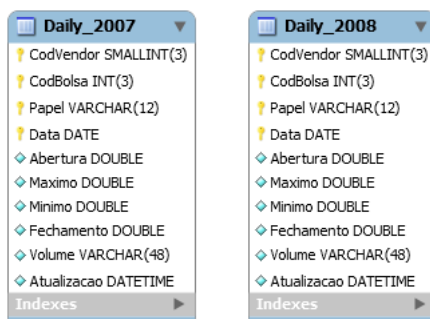 Daily_2007
CodVendor SMALLINT(3)
CodBolsa INT(3)
Papel VARCHAR(12)
Data DATE
Abertura DOUBLE
Maximo DOUBLE
Minimo DOUBLE
Fechamento DOUBLE
Volume VARCHAR(48)
Atualizacao DATETIME
Indexes
Daily_2008
CodVendor SMALLINT(3)
CodBolsa INT(3)
Papel VARCHAR(12)
Data DATE
Abertura DOUBLE
Maximo DOUBLE
Minimo DOUBLE
Fechamento DOUBLE
Volume VARCHAR(48)
Atualizacao DATETIME
Indexes